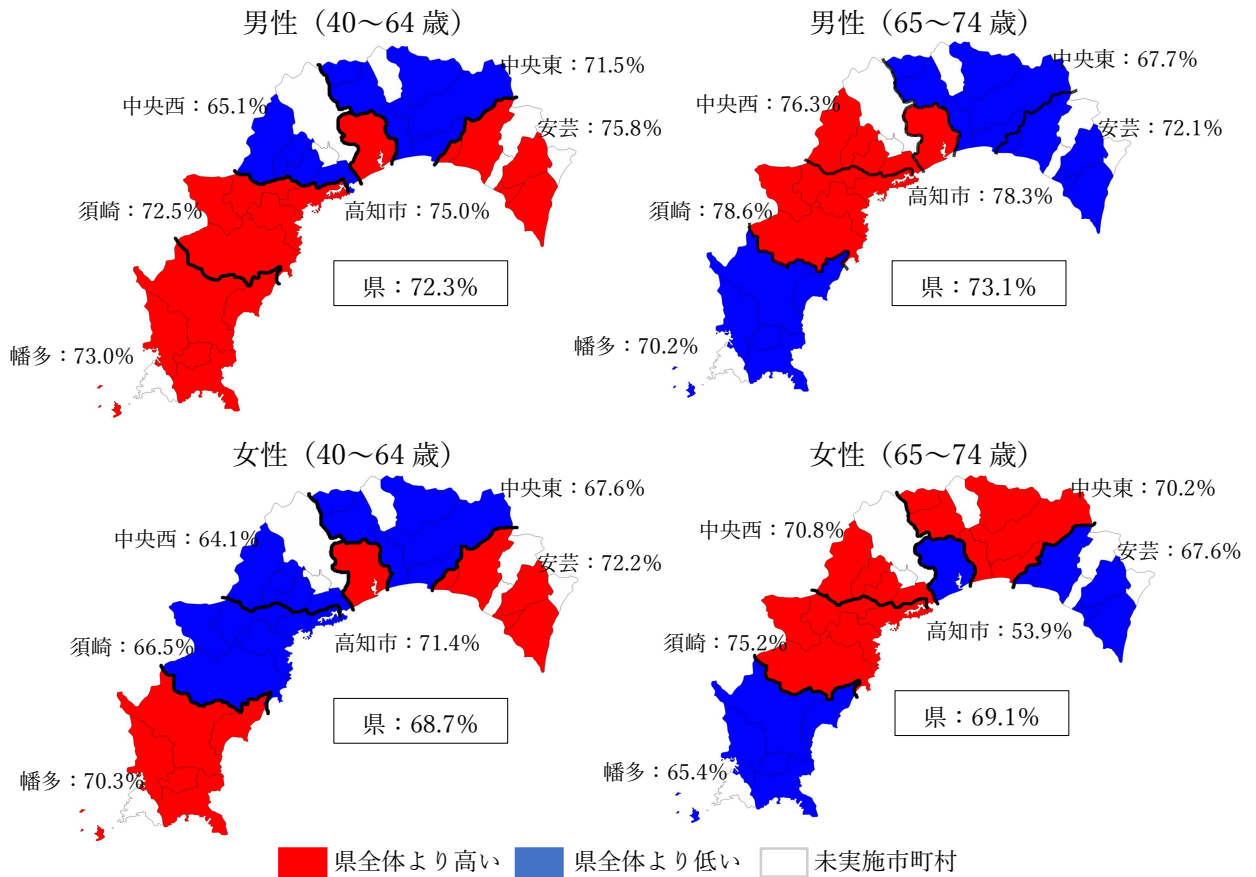 男性（40～64 歳）
中央東：71.5%
中央西：65.1%
安芸：75.8%
須崎：72.5%
高知市：75.0%
県：72.3%
幡多：73.0%
男性（65～74 歳）
中央東：67.7%
中央西：76.3%
安芸：72.1%
須崎：78.6%
高知市：78.3%
県：73.1%
幡多：70.2%
女性（40～64 歳）
中央東：67.6%
中央西：64.1%
安芸：72.2%
須崎：66.5%
高知市：71.4%
県：68.7%
幡多：70.3%
女性（65～74 歳）
中央東：70.2%
中央西：70.8%
安芸：67.6%
須崎：75.2%
高知市：53.9%
県：69.1%
幡多：65.4%
県全体より高い
県全体より低い
未実施市町村